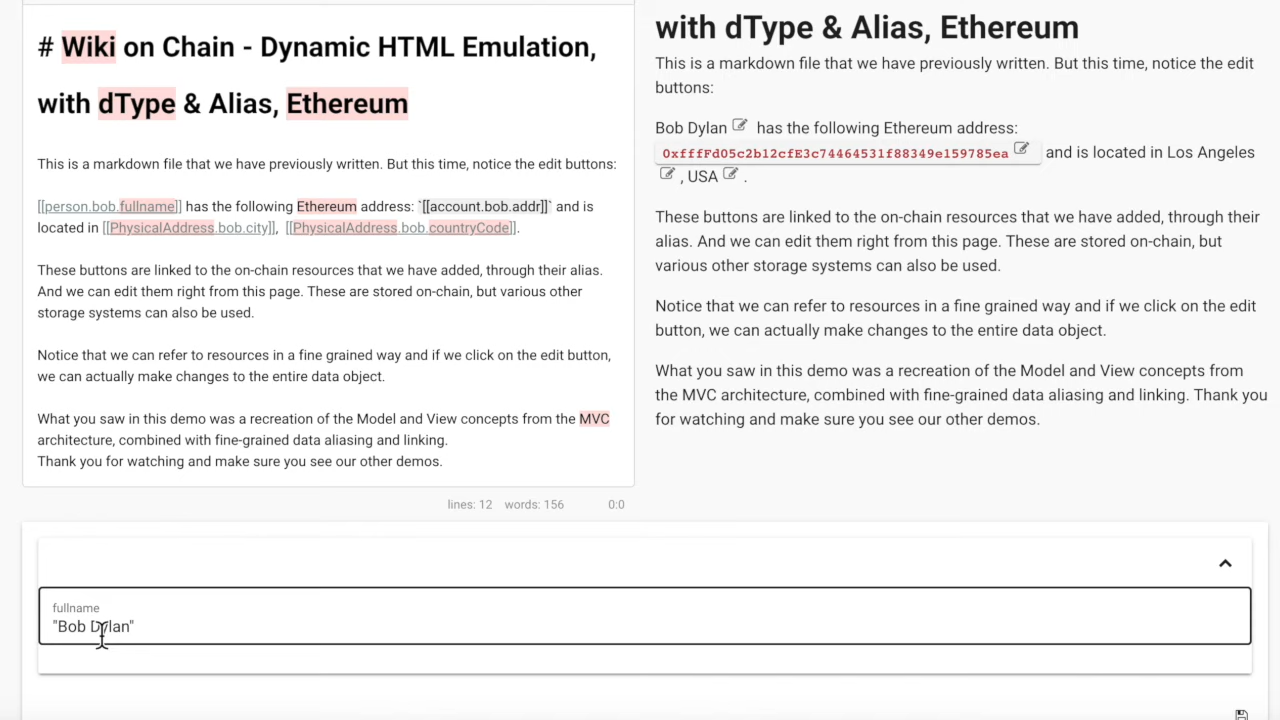 # Wiki on Chain - Dynamic HTML Emulation,
with dType & Alias, Ethereum
This is a markdown file that we have previously written. But this time, notice the edit buttons:
[[person.bob.fullname]] has the following Ethereum address: `[[account.bob.addr]]` and is
located in [[PhysicalAddress.bob.city]], [[PhysicalAddress.bob.countryCode]].
These buttons are linked to the on-chain resources that we have added, through their alias.
And we can edit them right from this page. These are stored on-chain, but various other
storage systems can also be used.
Notice that we can refer to resources in a fine grained way and if we click on the edit button,
we can actually make changes to the entire data object.
What you saw in this demo was a recreation of the Model and View concepts from the MVC
architecture, combined with fine-grained data aliasing and linking.
Thank you for watching and make sure you see our other demos.
lines: 12 words: 156 0:0
with dType & Alias, Ethereum
This is a markdown file that we have previously written. But this time, notice the edit
buttons:
Bob Dylan has the following Ethereum address:
0xfffFd05c2b12cfE3c74464531f88349e159785ea and is located in Los Angeles
, USA .
These buttons are linked to the on-chain resources that we have added, through their
alias. And we can edit them right from this page. These are stored on-chain, but
various other storage systems can also be used.
Notice that we can refer to resources in a fine grained way and if we click on the edit
button, we can actually make changes to the entire data object.
What you saw in this demo was a recreation of the Model and View concepts from
the MVC architecture, combined with fine-grained data aliasing and linking. Thank you
for watching and make sure you see our other demos.
fullname
"Bob Dylan"